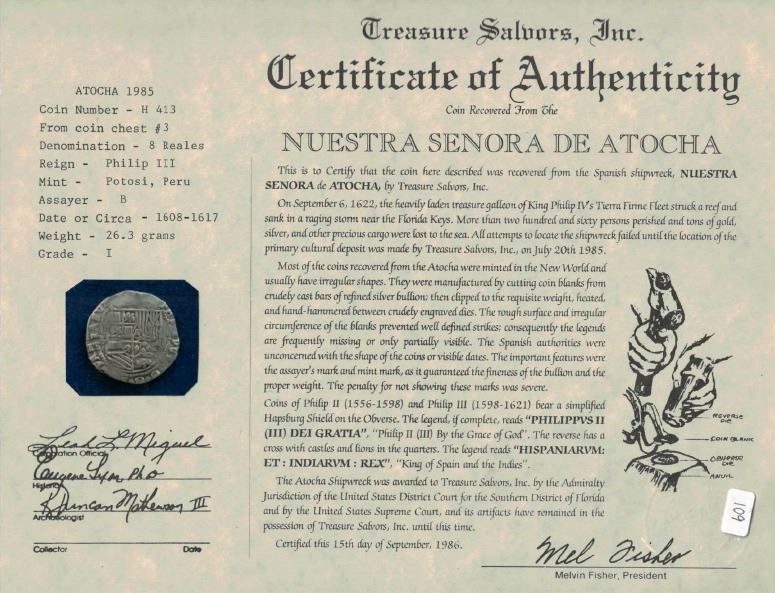 Treasure Salvors, Inc.
Certificate of Authenticity
Coin Recovered From The
NUESTRA SENORA DE ATOCHA
ATOCHA 1985
Coin Number - H 413
From coin chest #3
Denomination - 8 Reales
Reign - Philip III
Mint - Potosi, Peru
Assayer - B
Date or Circa - 1608-1617
Weight - 26.3 grams
Grade - I
This is to Certify that the coin here described was recovered from the Spanish shipwreck, NUESTRA
SENORA de ATOCHA, by Treasure Salvors, Inc.
On September 6, 1622, the heavily laden treasure galleon of King Philip IV's Tierra Firme Fleet struck a reef and
sank in a raging storm near the Florida Keys. More than two hundred and sixty persons perished and tons of gold,
silver, and other precious cargo were lost to the sea. All attempts to locate the shipwreck failed until the location of the
primary cultural deposit was made by Treasure Salvors, Inc., on July 20th 1985.
Most of the coins recovered from the Atocha were minted in the New World and
usually have irregular shapes. They were manufactured by cutting coin blanks from
crudely cast bars of refined silver bullion; then clipped to the requisite weight, heated,
and hand-hammered between crudely engraved dies. The rough surface and irregular
circumference of the blanks prevented well defined strikes; consequently the legends
are frequently missing or only partially visible. The Spanish authorities were
unconcerned with the shape of the coins or visible dates. The important features were
the assayer's mark and mint mark, as it guaranteed the fineness of the bullion and the
proper weight. The penalty for not showing these marks was severe.
Coins of Philip II (1556-1598) and Philip III (1598-1621) bear a simplified
Hapsburg Shield on the Obverse. The legend, if complete, reads "PHILIPPVS II
(III) DEI GRATIA", "Philip II (III) By the Grace of God". The reverse has a
cross with castles and lions in the quarters. The legend reads "HISPANIARVM:
ET : INDIARVM : REX", "King of Spain and the Indies".
The Atocha Shipwreck was awarded to Treasure Salvors, Inc. by the Admiralty
Jurisdiction of the United States District Court for the Southern District of Florida
and by the United States Supreme Court, and its artifacts have remained in the
possession of Treasure Salvors, Inc. until this time.
Certified this 15th day of September, 1986.
REVERSE
DIE
COIN BLANK
OBVERSE
DIE
ANVIL
109
Leah L. Miguel
Corporation Official
Eugene Lyon PhD
Historian
R. Duncan Mathewson III
Archaeologist
Collector Date
Mel Fisher
Melvin Fisher, President